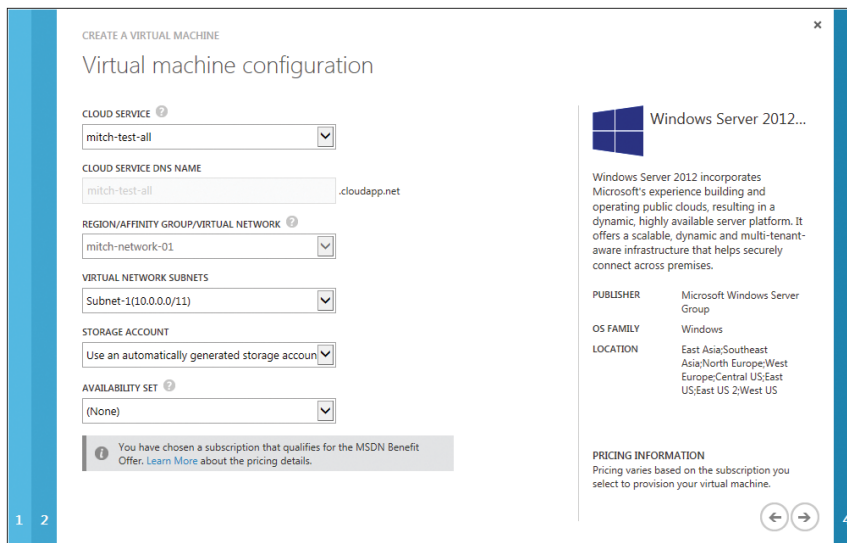 CREATE A VIRTUAL MACHINE
Virtual machine configuration
CLOUD SERVICE ?
mitch-test-all
CLOUD SERVICE DNS NAME
mitch-test-all .cloudapp.net
REGION/AFFINITY GROUP/VIRTUAL NETWORK ?
mitch-network-01
VIRTUAL NETWORK SUBNETS
Subnet-1(10.0.0.0/11)
STORAGE ACCOUNT
Use an automatically generated storage accoun
AVAILABILITY SET ?
(None)
i You have chosen a subscription that qualifies for the MSDN Benefit
Offer. Learn More about the pricing details.
Windows Server 2012...
Windows Server 2012 incorporates
Microsoft's experience building and
operating public clouds, resulting in a
dynamic, highly available server platform. It
offers a scalable, dynamic and multi-tenant-
aware infrastructure that helps securely
connect across premises.
PUBLISHER Microsoft Windows Server
Group
OS FAMILY Windows
LOCATION East Asia;Southeast
Asia;North Europe;West
Europe;Central US;East
US;East US 2;West US
PRICING INFORMATION
Pricing varies based on the subscription you
select to provision your virtual machine.
1 2
4